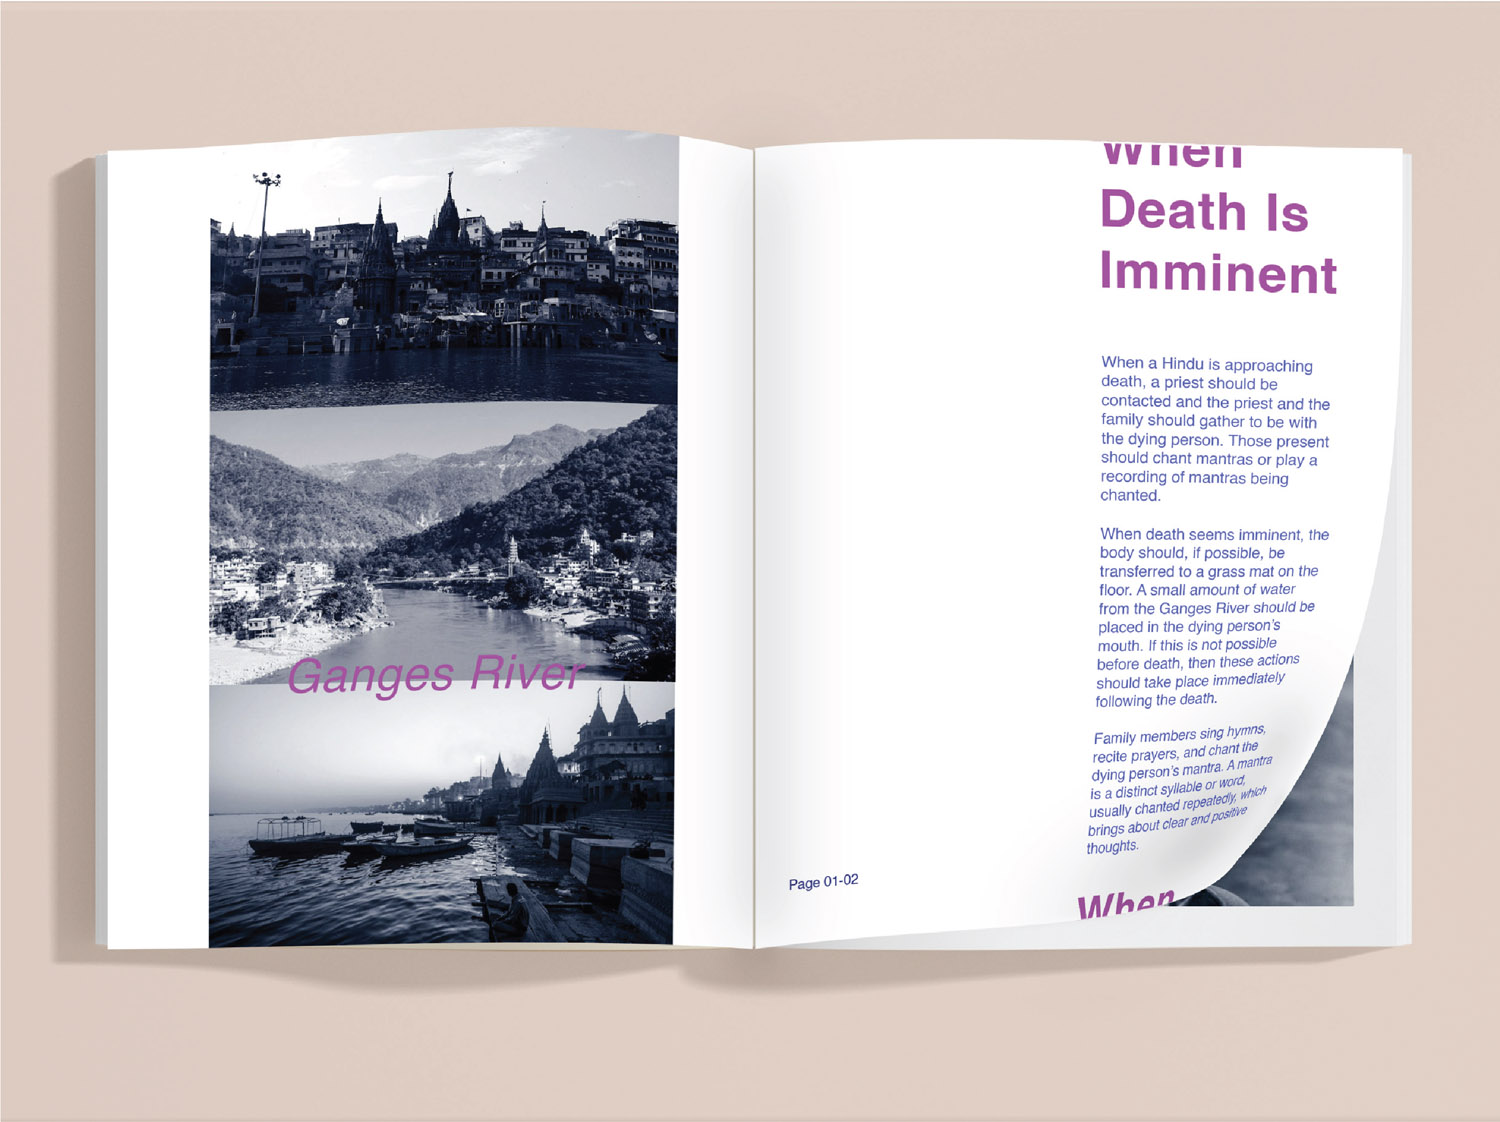 Ganges River
When
Death Is
Imminent
When a Hindu is approaching
death, a priest should be
contacted and the priest and the
family should gather to be with
the dying person. Those present
should chant mantras or play a
recording of mantras being
chanted.
When death seems imminent, the
body should, if possible, be
transferred to a grass mat on the
floor. A small amount of water
from the Ganges River should be
placed in the dying person's
mouth. If this is not possible
before death, then these actions
should take place immediately
following the death.
Family members sing hymns,
recite prayers, and chant the
dying person's mantra. A mantra
is a distinct syllable or word,
usually chanted repeatedly, which
brings about clear and positive
thoughts.
When
Page 01-02